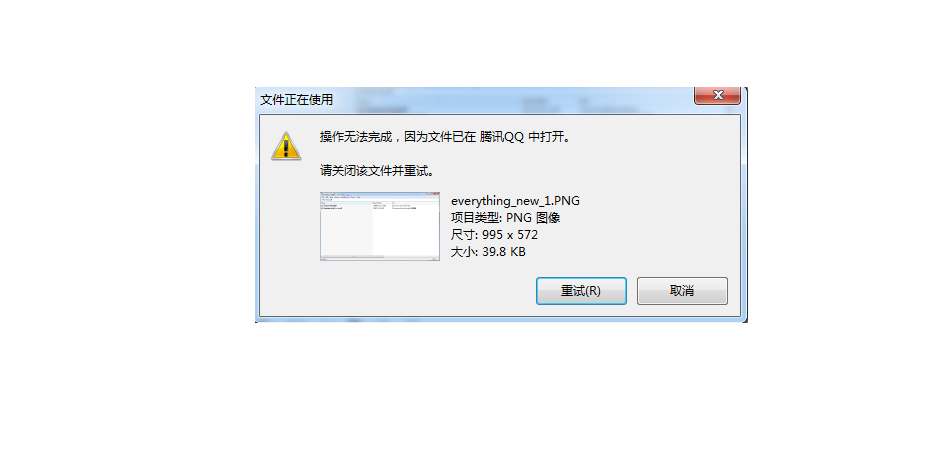 文件正在使用
操作无法完成，因为文件已在 腾讯QQ 中打开。
请关闭该文件并重试。
everything_new_1.PNG
项目类型: PNG 图像
尺寸: 995 x 572
大小: 39.8 KB
重试(R)
取消